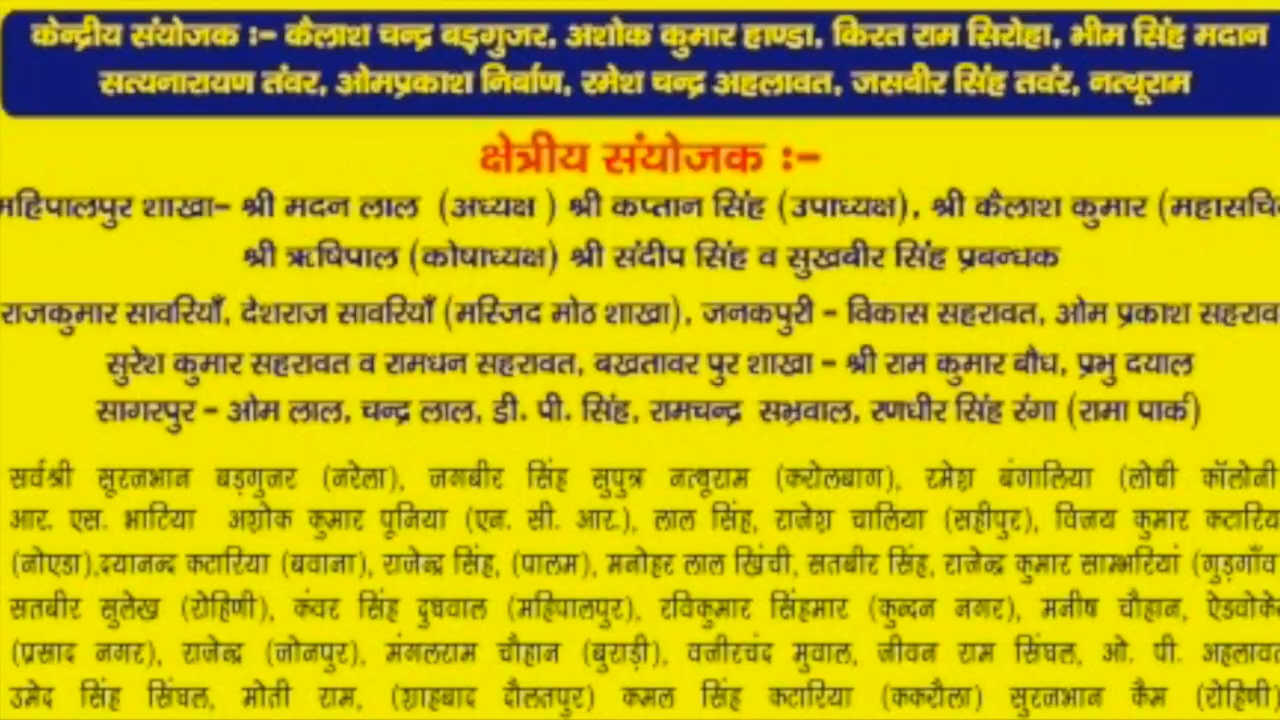 केन्द्रीय संयोजक :- कैलाश चन्द्र बड़गुजर, अशोक कुमार हाण्डा, किरत राम सिरोहा, भीम सिंह मदान
सत्यनारायण तंवर, ओमप्रकाश निर्बाण, रमेश चन्द्र अहलावत, जसबीर सिंह तवंर, नत्थूराम
क्षेत्रीय संयोजक :-
महिपालपुर शाखा- श्री मदन लाल (अध्यक्ष ) श्री कप्तान सिंह (उपाध्यक्ष), श्री कैलाश कुमार (महासचि
श्री ऋषिपाल (कोषाध्यक्ष) श्री संदीप सिंह व सुखबीर सिंह प्रबन्धक
राजकुमार सावरियाँ, देशराज सावरियाँ (मस्जिद मोठ शाखा), जनकपुरी - विकास सहरावत, ओम प्रकाश सहराव
सुरेश कुमार सहरावत व रामधन सहरावत, बखतावर पुर शाखा - श्री राम कुमार बौध, प्रभु दयाल
सागरपुर - ओम लाल, चन्द्र लाल, डी. पी. सिंह, रामचन्द्र सभ्रवाल, रणधीर सिंह रंगा (रामा पार्क)
सर्वश्री सूरजभान बड़गुजर (नरेला), जगबीर सिंह सुपुत्र नत्थूराम (करोलबाग), रमेश बंगालिया (लोधी कॉलोनी
आर. एस. भाटिया अशोक कुमार पूनिया (एन. सी. आर.), लाल सिंह, राजेश चालिया (सहीपुर), विजय कुमार कटारिय
(नोएडा),दयानन्द कटारिया (बवाना), राजेन्द्र सिंह, (पालम), मनोहर लाल खिंची, सतबीर सिंह, राजेन्द्र कुमार साम्भरियां (गुड़गाँव
सतबीर सुलेख (रोहिणी), कंवर सिंह दुघवाल (महिपालपुर), रविकुमार सिंहमार (कुन्दन नगर), मनीष चौहान, ऐडवोके
(प्रसाद नगर), राजेन्द्र (जोनपुर), मंगलराम चौहान (बुराड़ी), वजीरचंद मुवाल, जीवन राम सिंघल, ओ. पी. अहलावत
उमेद सिंह सिंघल, मोती राम, (शाहबाद दौलतपुर) कमल सिंह कटारिया (ककरौला) सुरजभान कैम (रोहिणी)